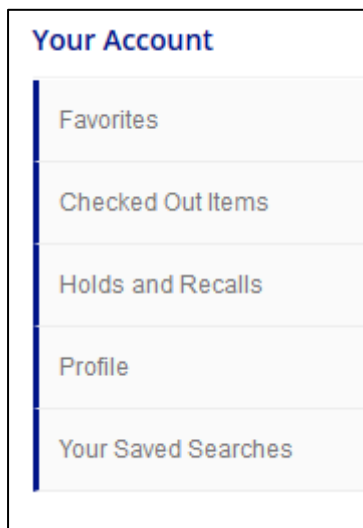 Your Account
Favorites
Checked Out Items
Holds and Recalls
Profile
Your Saved Searches